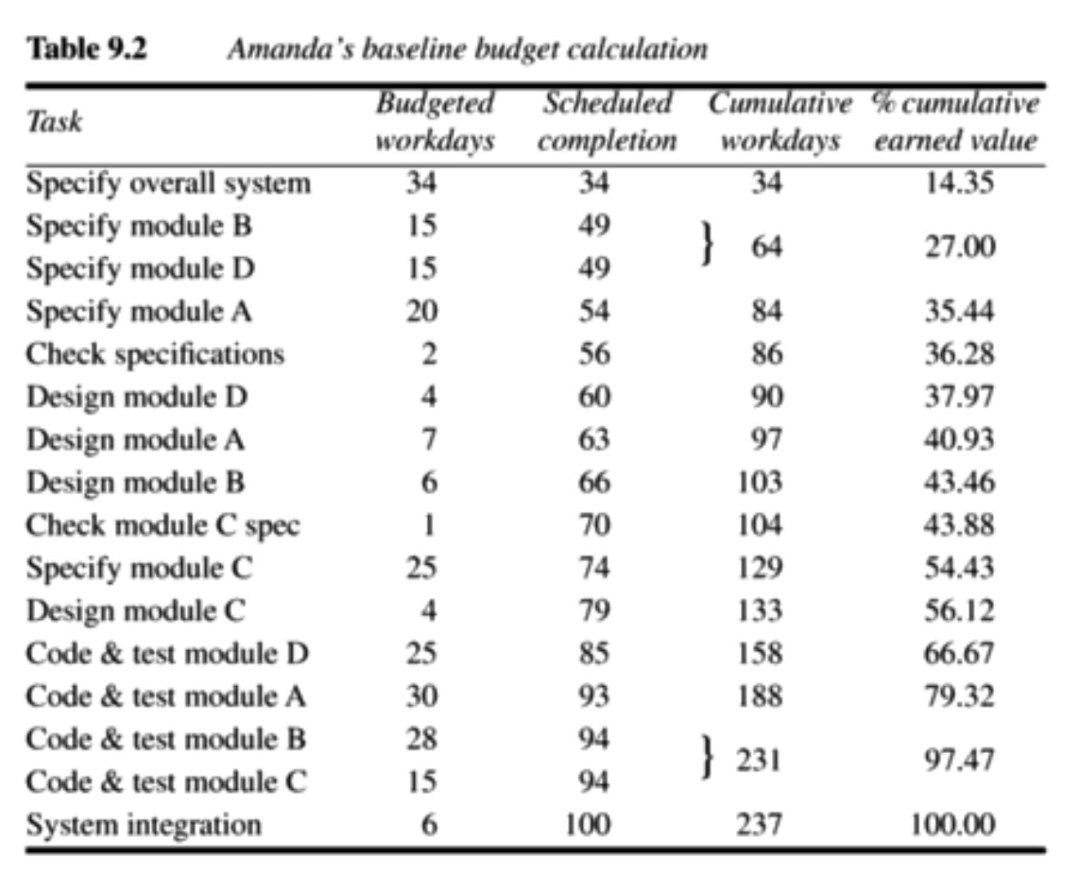 Table 9.2 Amanda's baseline budget calculation
Task Budgeted workdays Scheduled completion Cumulative workdays % cumulative earned value
Specify overall system 34 34 34 14.35
Specify module B 15 49
} 64 27.00
Specify module D 15 49
Specify module A 20 54 84 35.44
Check specifications 2 56 86 36.28
Design module D 4 60 90 37.97
Design module A 7 63 97 40.93
Design module B 6 66 103 43.46
Check module C spec 1 70 104 43.88
Specify module C 25 74 129 54.43
Design module C 4 79 133 56.12
Code & test module D 25 85 158 66.67
Code & test module A 30 93 188 79.32
Code & test module B 28 94
} 231 97.47
Code & test module C 15 94
System integration 6 100 237 100.00